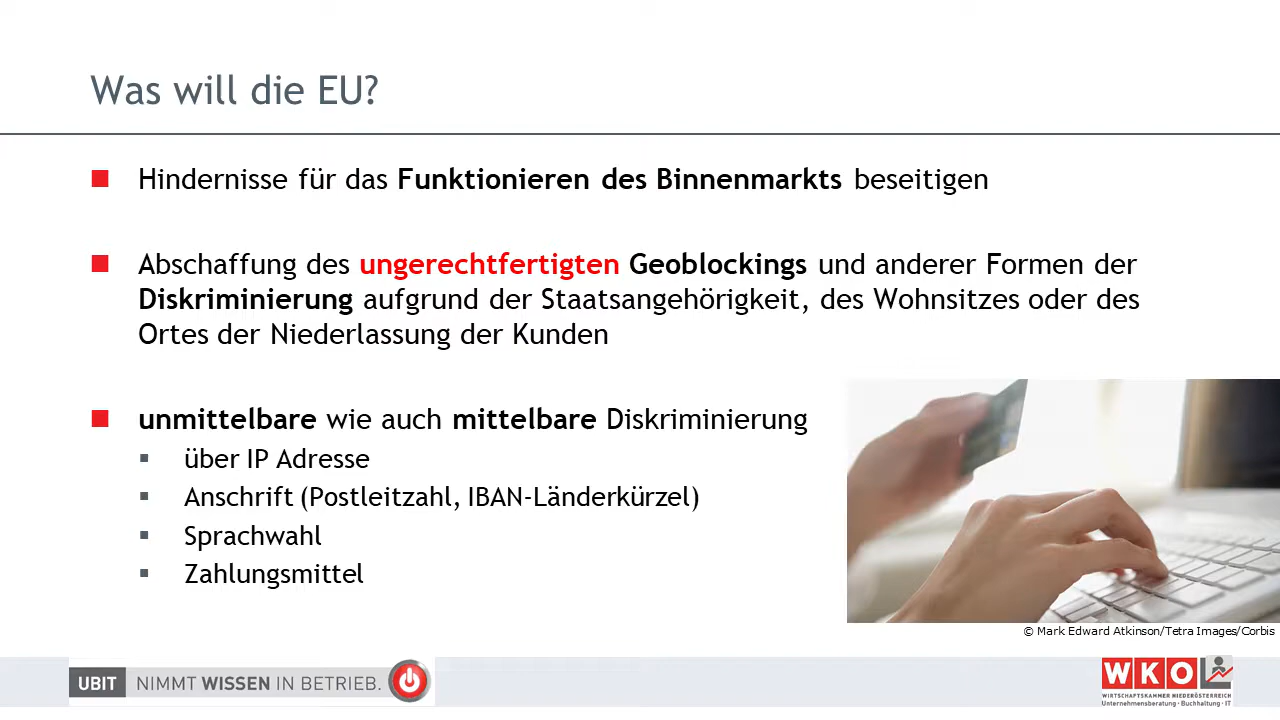 Was will die EU?
Hindernisse für das Funktionieren des Binnenmarkts beseitigen
Abschaffung des ungerechtfertigten Geoblockings und anderer Formen der
Diskriminierung aufgrund der Staatsangehörigkeit, des Wohnsitzes oder des
Ortes der Niederlassung der Kunden
unmittelbare wie auch mittelbare Diskriminierung
über IP Adresse
Anschrift (Postleitzahl, IBAN-Länderkürzel)
Sprachwahl
Zahlungsmittel
© Mark Edward Atkinson/Tetra Images/Corbis
UBIT NIMMT WISSEN IN BETRIEB.
WKO
WIRTSCHAFTSKAMMER NIEDERÖSTERREICH
Unternehmensberatung · Buchhaltung · IT